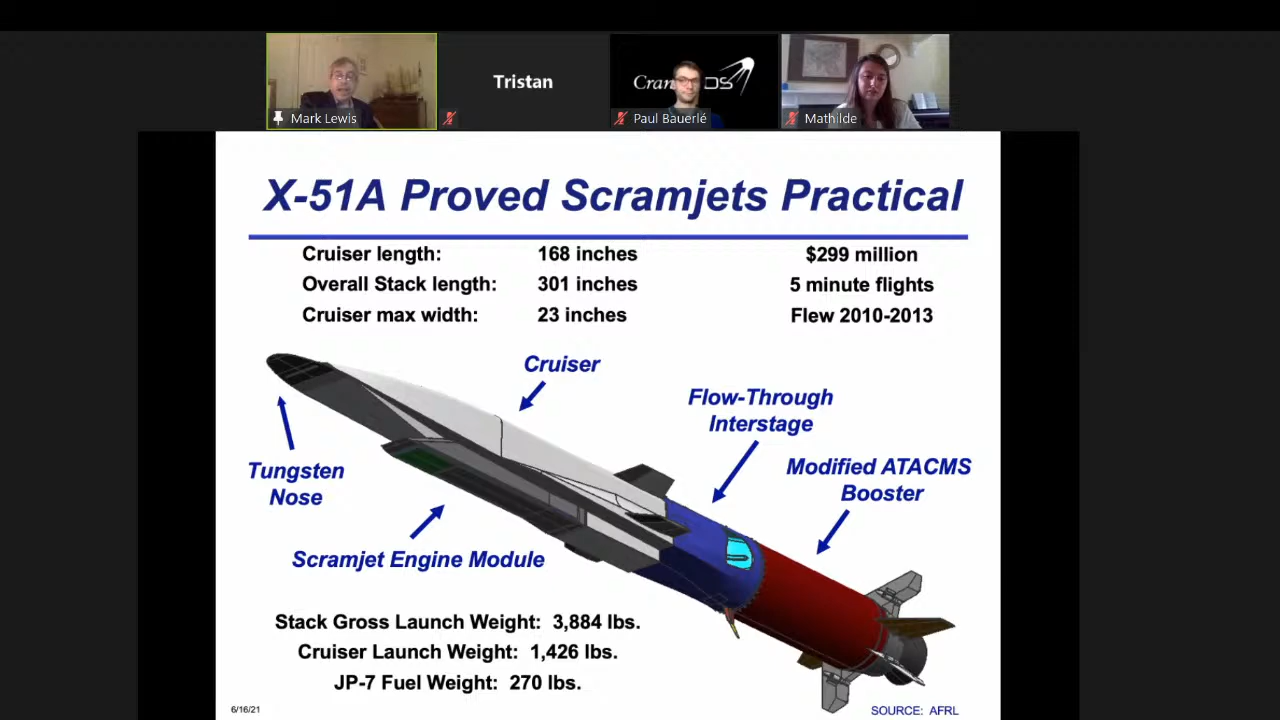 Mark Lewis
Tristan
Cran
DS
Paul Bauerlé
Mathilde
X-51A Proved Scramjets Practical
Cruiser length: 168 inches $299 million
Overall Stack length: 301 inches 5 minute flights
Cruiser max width: 23 inches Flew 2010-2013
Cruiser
Flow-Through
Interstage
Modified ATACMS
Booster
Tungsten
Nose
Scramjet Engine Module
Stack Gross Launch Weight: 3,884 lbs.
Cruiser Launch Weight: 1,426 lbs.
JP-7 Fuel Weight: 270 lbs.
6/16/21
SOURCE: AFRL